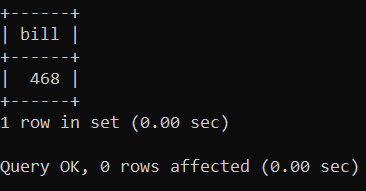 +------+
| bill |
+------+
|  468 |
+------+
1 row in set (0.00 sec)

Query OK, 0 rows affected (0.00 sec)